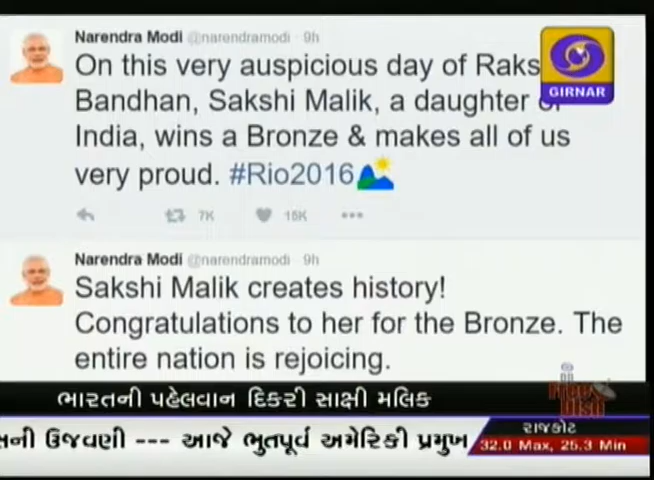 Narendra Modi @narendramodi · 9h
On this very auspicious day of Raks
Bandhan, Sakshi Malik, a daughter of
India, wins a Bronze & makes all of us
very proud. #Rio2016
7K 15K
GIRNAR
Narendra Modi @narendramodi · 9h
Sakshi Malik creates history!
Congratulations to her for the Bronze. The
entire nation is rejoicing.
ભારતની પહેલવાન દિકરી સાક્ષી મલિક
ઉજવણી --- આજે ભુતપૂર્વ અમેરિકી પ્રમુખ
રાજકોટ
32.0 Max, 25.3 Min